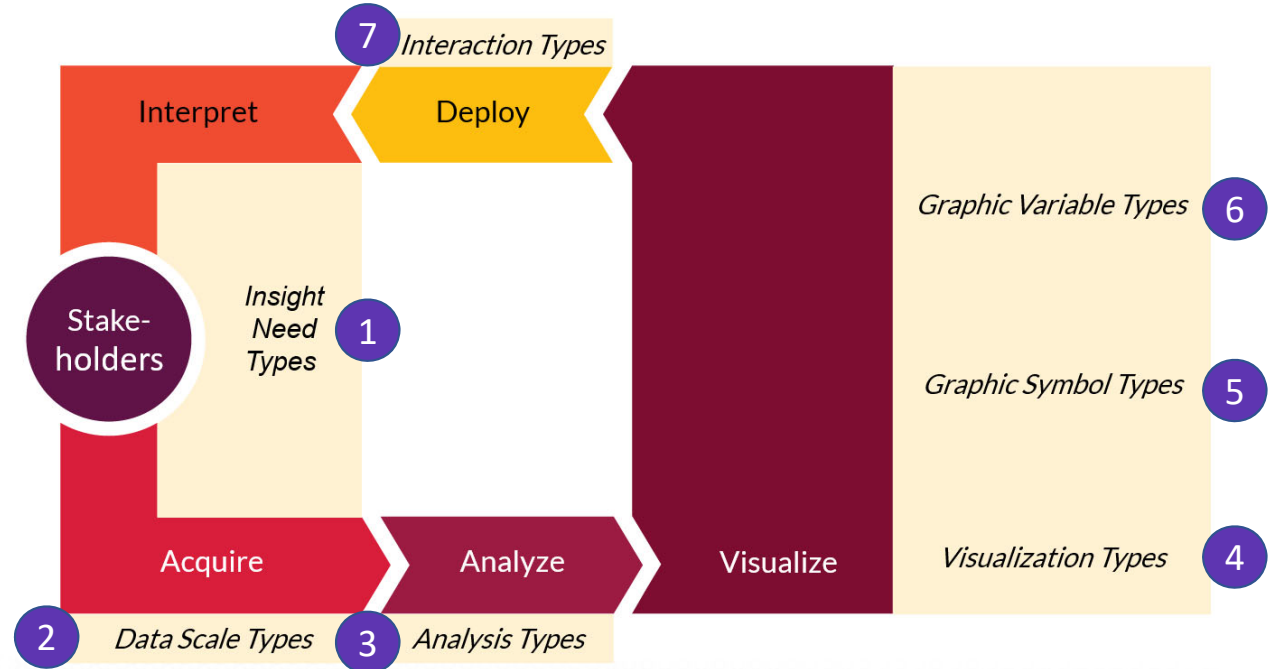 7
Interaction Types
Interpret
Deploy
Graphic Variable Types
6
Insight
Need
Types
1
Stake-
holders
Graphic Symbol Types
5
Acquire
Analyze
Visualize
Visualization Types
4
2
Data Scale Types
3
Analysis Types